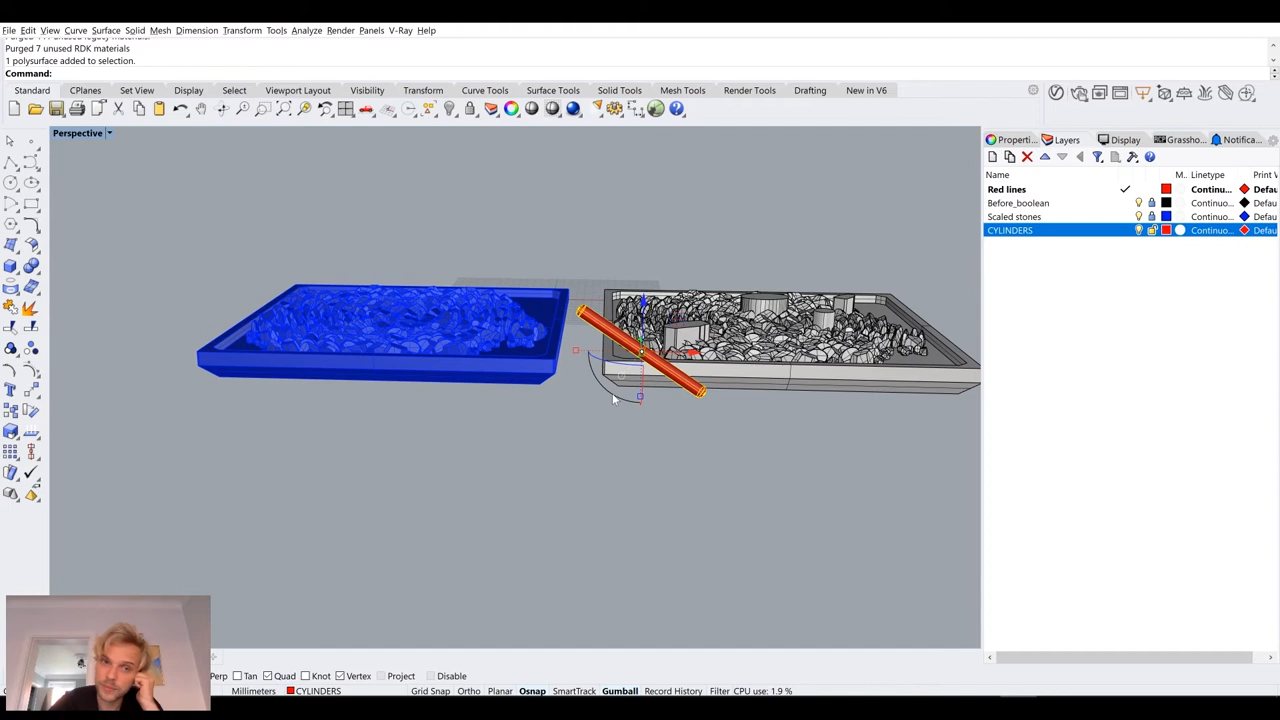 File Edit View Curve Surface Solid Mesh Dimension Transform Tools Analyze Render Panels V-Ray Help
Purged 7 unused RDK materials
1 polysurface added to selection.
Command:
Standard CPlanes Set View Display Select Viewport Layout Visibility Transform Curve Tools Surface Tools Solid Tools Mesh Tools Render Tools Drafting New in V6
Perspective
Properti... Layers Display Grassho... Notifica...
Name M.. Linetype Print W
Red lines Continu... Defau
Before_boolean Continuo... Defau
Scaled stones Continuo... Defau
CYLINDERS Continuo... Defau
Perp Tan Quad Knot Vertex Project Disable
Millimeters CYLINDERS Grid Snap Ortho Planar Osnap SmartTrack Gumball Record History Filter CPU use: 1.9 %